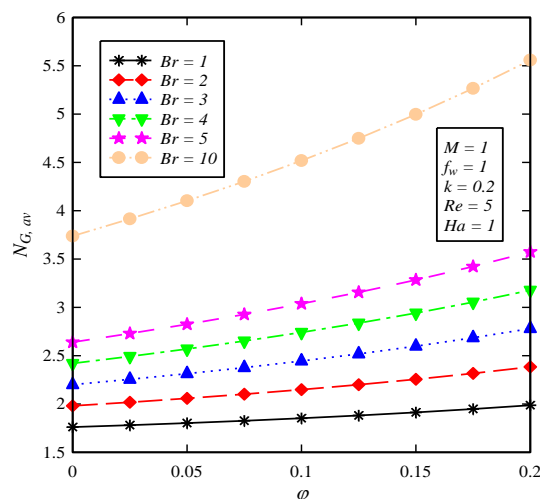 6
5.5
5
4.5
4
3.5
3
2.5
2
1.5
N_{G, av}
Br = 1
Br = 2
Br = 3
Br = 4
Br = 5
Br = 10
M = 1
f_w = 1
k = 0.2
Re = 5
Ha = 1
0 0.05 0.1 0.15 0.2
φ